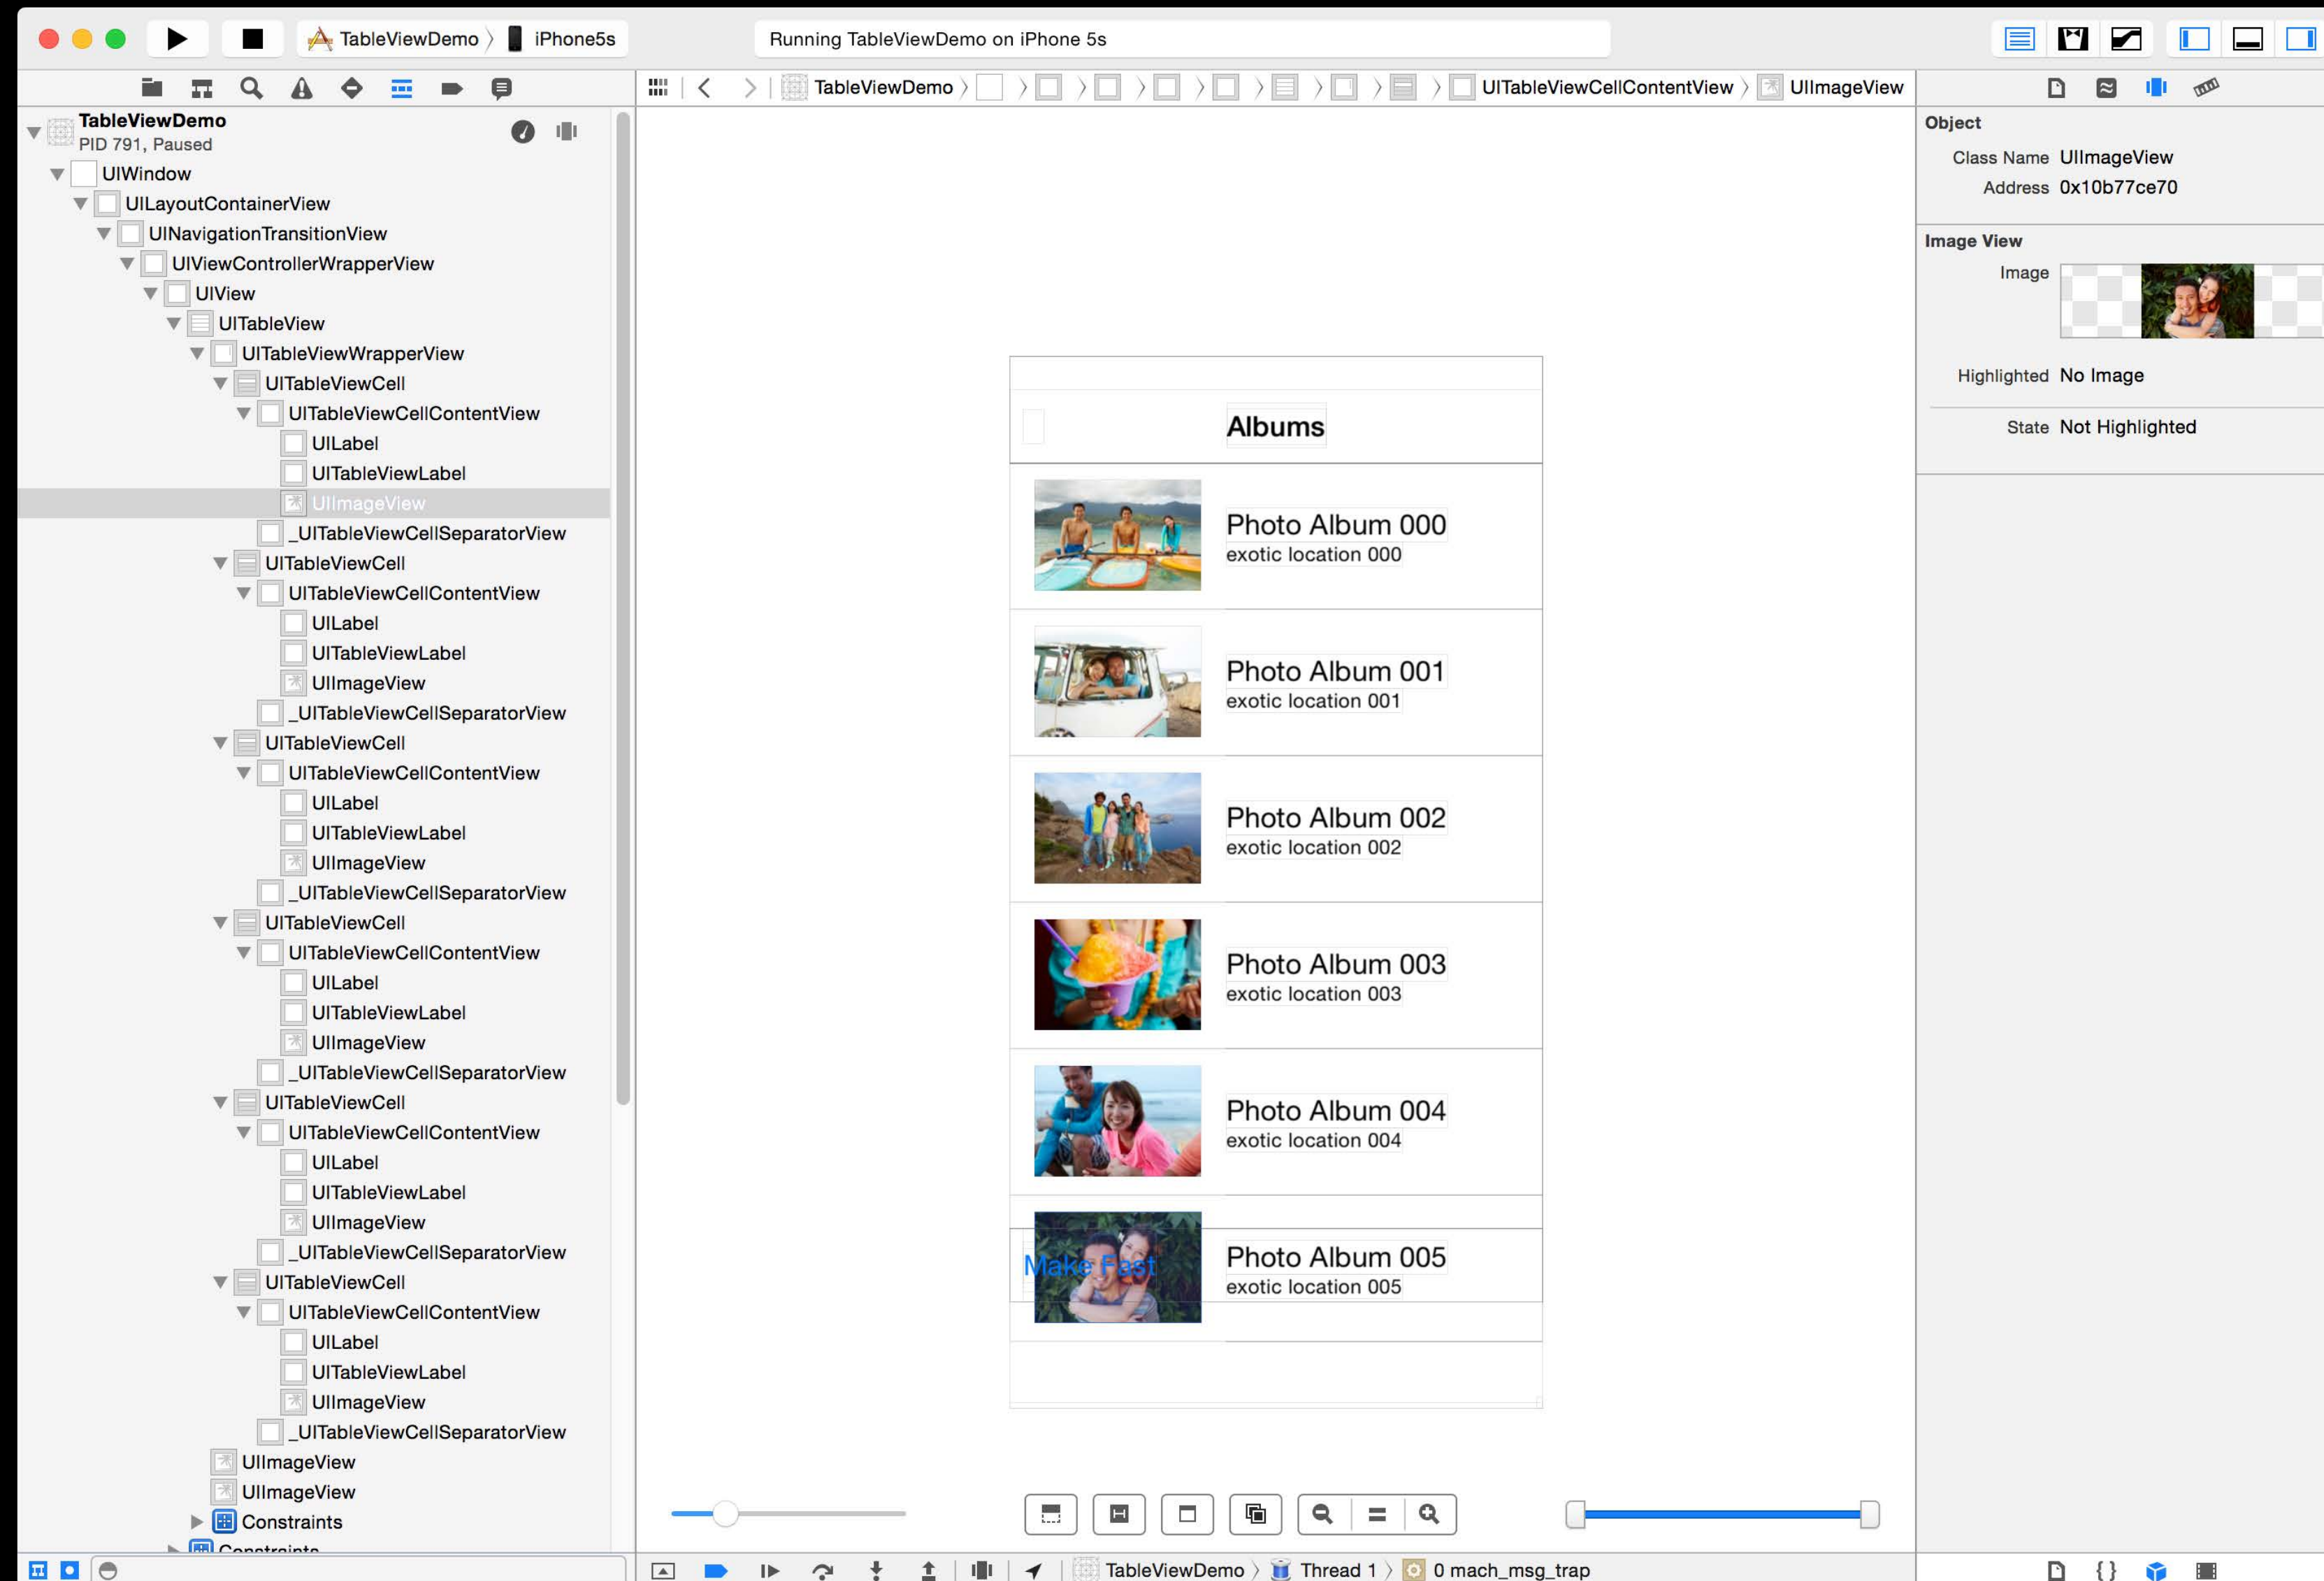 TableViewDemo iPhone5s
Running TableViewDemo on iPhone 5s
TableViewDemo UITableViewCellContentView UIImageView
TableViewDemo
PID 791, Paused
UIWindow
UILayoutContainerView
UINavigationTransitionView
UIViewControllerWrapperView
UIView
UITableView
UITableViewWrapperView
UITableViewCell
UITableViewCellContentView
UILabel
UITableViewLabel
UIImageView
_UITableViewCellSeparatorView
UITableViewCell
UITableViewCellContentView
UILabel
UITableViewLabel
UIImageView
_UITableViewCellSeparatorView
UITableViewCell
UITableViewCellContentView
UILabel
UITableViewLabel
UIImageView
_UITableViewCellSeparatorView
UITableViewCell
UITableViewCellContentView
UILabel
UITableViewLabel
UIImageView
_UITableViewCellSeparatorView
UITableViewCell
UITableViewCellContentView
UILabel
UITableViewLabel
UIImageView
_UITableViewCellSeparatorView
UITableViewCell
UITableViewCellContentView
UILabel
UITableViewLabel
UIImageView
_UITableViewCellSeparatorView
UIImageView
UIImageView
Constraints
Constraints
Albums
Photo Album 000
exotic location 000
Photo Album 001
exotic location 001
Photo Album 002
exotic location 002
Photo Album 003
exotic location 003
Photo Album 004
exotic location 004
Photo Album 005
Make Fast
exotic location 005
TableViewDemo Thread 1 0 mach_msg_trap
Object
Class Name UIImageView
Address 0x10b77ce70
Image View
Image
Highlighted No Image
State Not Highlighted